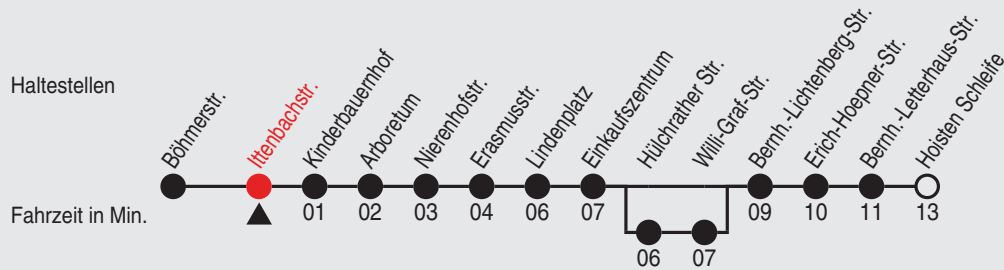 Haltestellen
Böhmerstr.
Ittenbachstr.
Kinderbauernhof
Arboretum
Nierenhofstr.
Erasmusstr.
Lindenplatz
Einkaufszentrum
Hülchrather Str.
Willi-Graf-Str.
Bernh.-Lichtenberg-Str.
Erich-Hoepner-Str.
Bernh.-Letterhaus-Str.
Hoisten Schleife
Fahrzeit in Min.
01 02 03 04 06 07 09 10 11 13
06 07